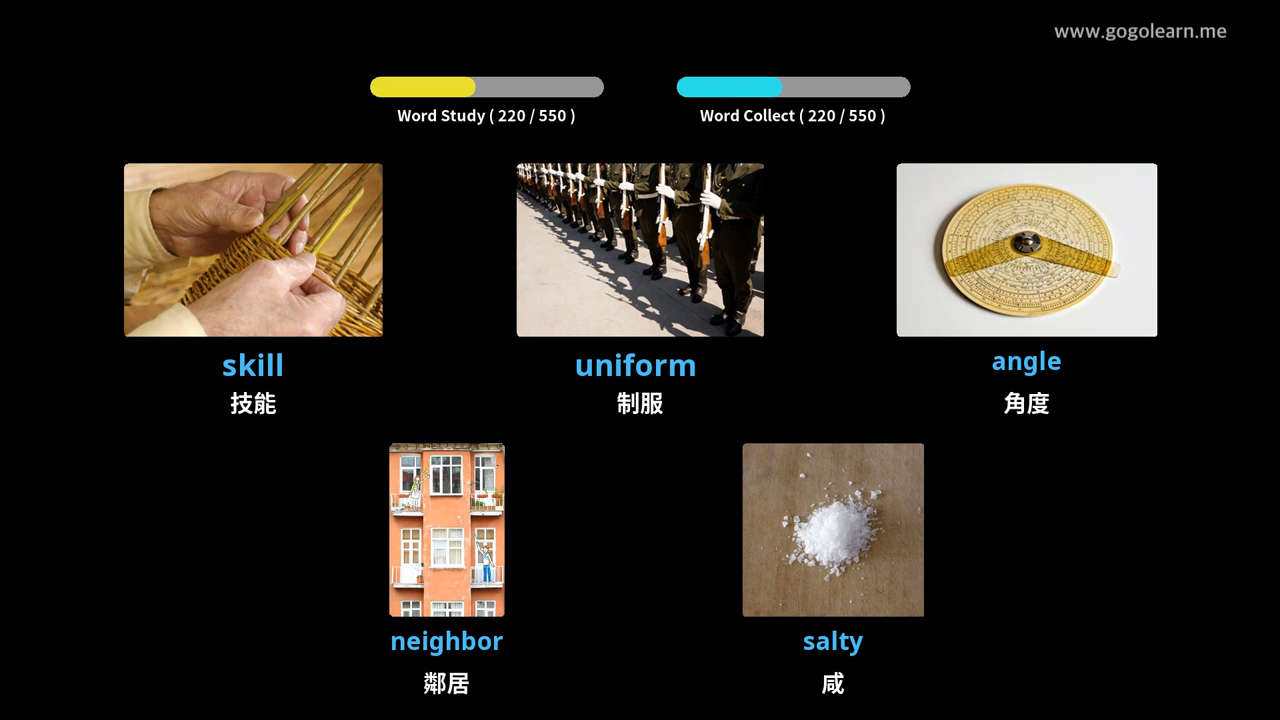 www.gogolearn.me
Word Study ( 220 / 550 )
Word Collect ( 220 / 550 )
skill
技能
uniform
制服
angle
角度
neighbor
鄰居
salty
咸